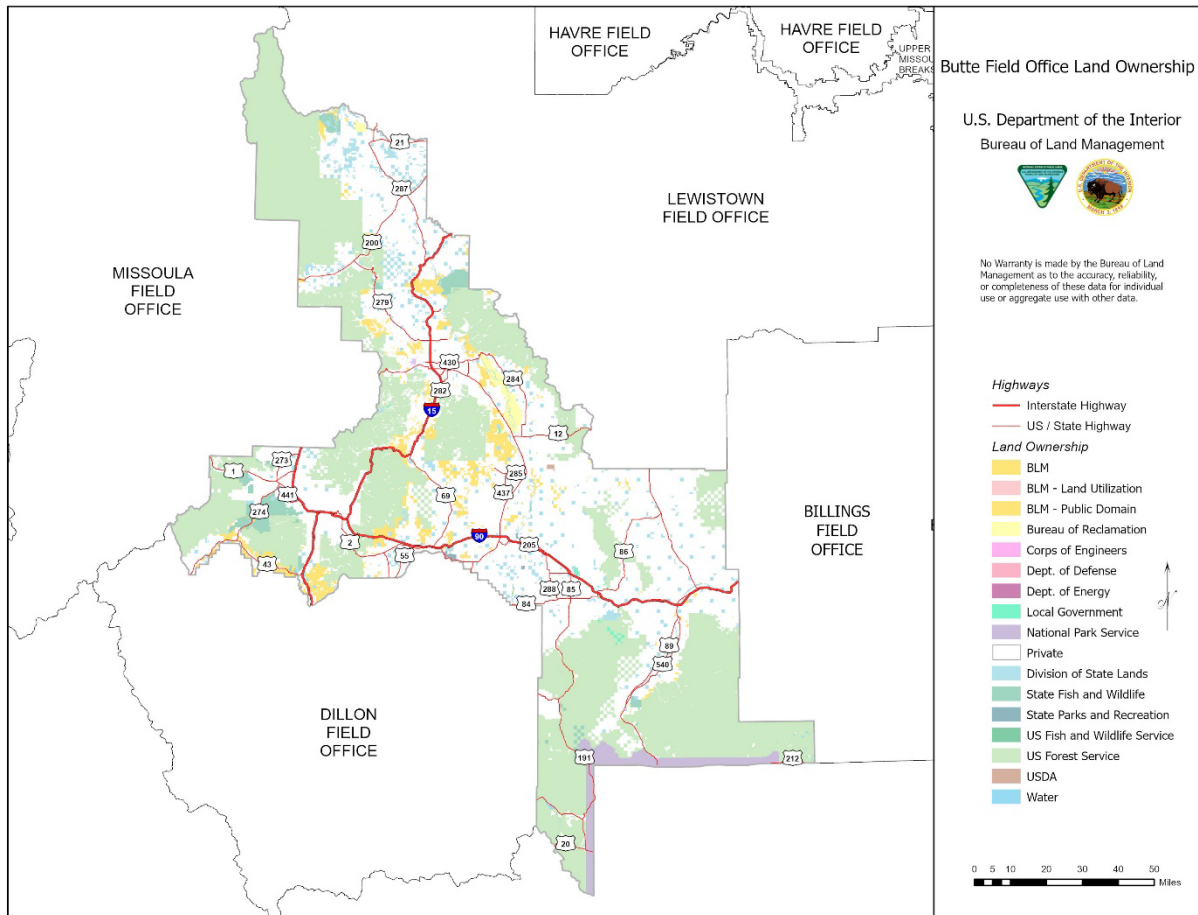 HAVRE FIELD
OFFICE
HAVRE FIELD
OFFICE
UPPER
MISSOU
BREAKS
LEWISTOWN
FIELD OFFICE
MISSOULA
FIELD
OFFICE
BILLINGS
FIELD
OFFICE
DILLON
FIELD
OFFICE
21
287
200
279
430
284
282
15
12
273
1
441
274
285
69
437
2
90
205
86
55
43
288
85
84
89
540
191
212
20
Butte Field Office Land Ownership
U.S. Department of the Interior
Bureau of Land Management
U.S. DEPARTMENT OF THE INTERIOR
MARCH 3, 1849
No Warranty is made by the Bureau of Land
Management as to the accuracy, reliability,
or completeness of these data for individual
use or aggregate use with other data.
Highways
Interstate Highway
US / State Highway
Land Ownership
BLM
BLM - Land Utilization
BLM - Public Domain
Bureau of Reclamation
Corps of Engineers
Dept. of Defense
Dept. of Energy
Local Government
National Park Service
Private
Division of State Lands
State Fish and Wildlife
State Parks and Recreation
US Fish and Wildlife Service
US Forest Service
USDA
Water
N
0 5 10 20 30 40 50
Miles